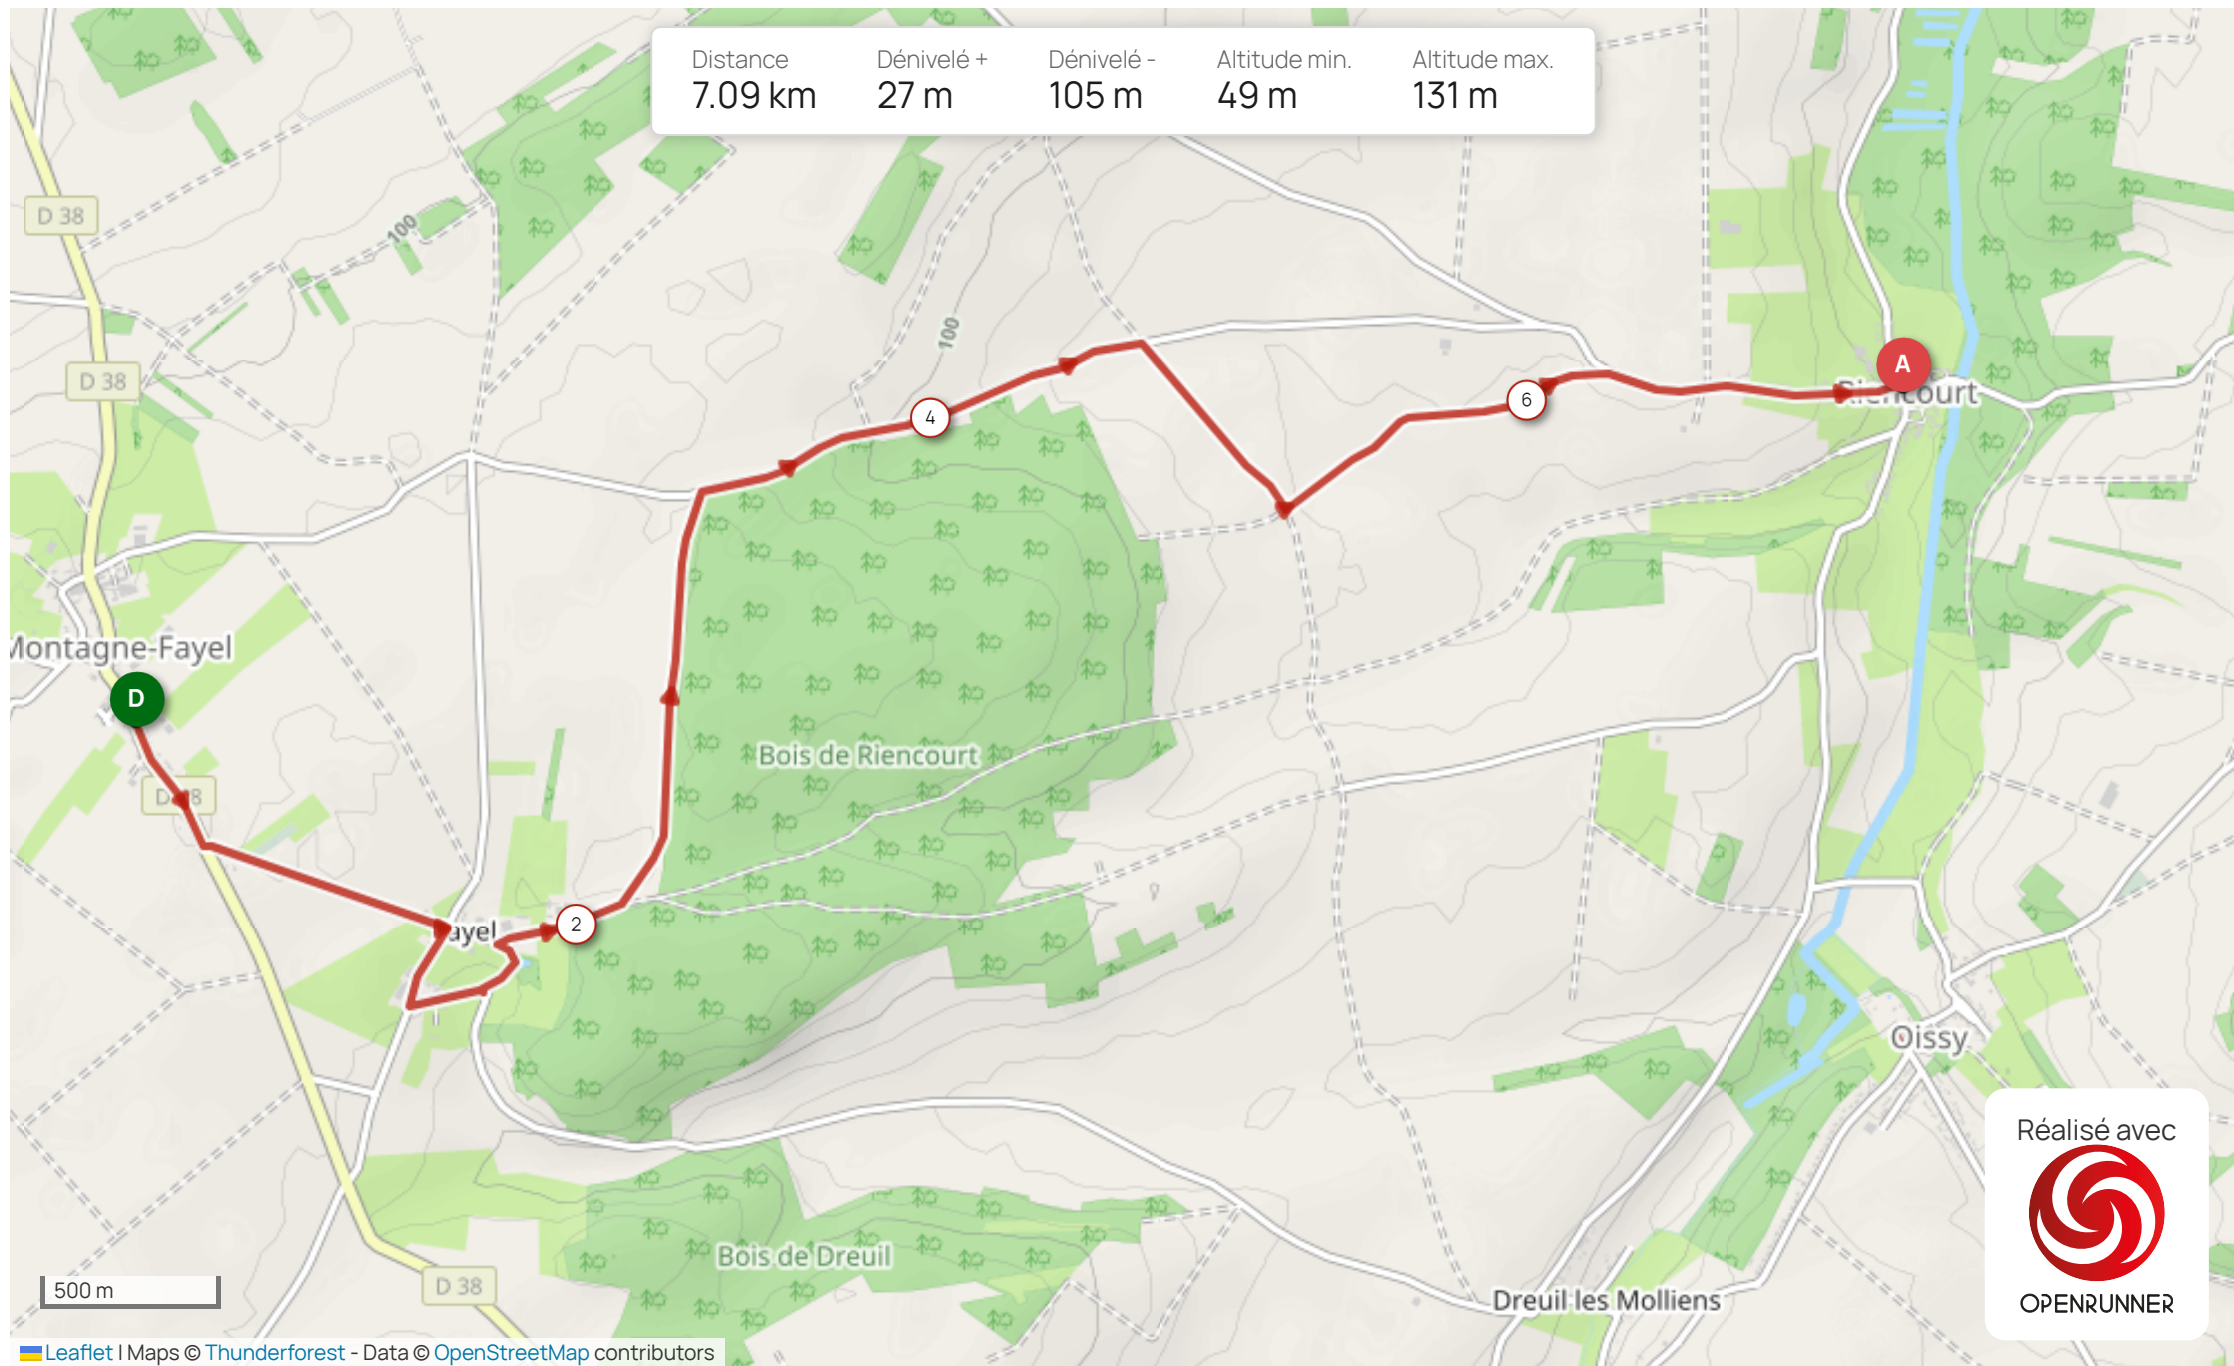 Distance
7.09 km
Dénivelé +
27 m
Dénivelé -
105 m
Altitude min.
49 m
Altitude max.
131 m
D 38
100
100
D 38
4
6
A
Riencourt
Montagne-Fayel
D
Bois de Riencourt
D 38
2
Fayel
Oissy
Réalisé avec
OPENRUNNER
Bois de Dreuil
D 38
500 m
Dreuil les Molliens
Leaflet | Maps © Thunderforest - Data © OpenStreetMap contributors